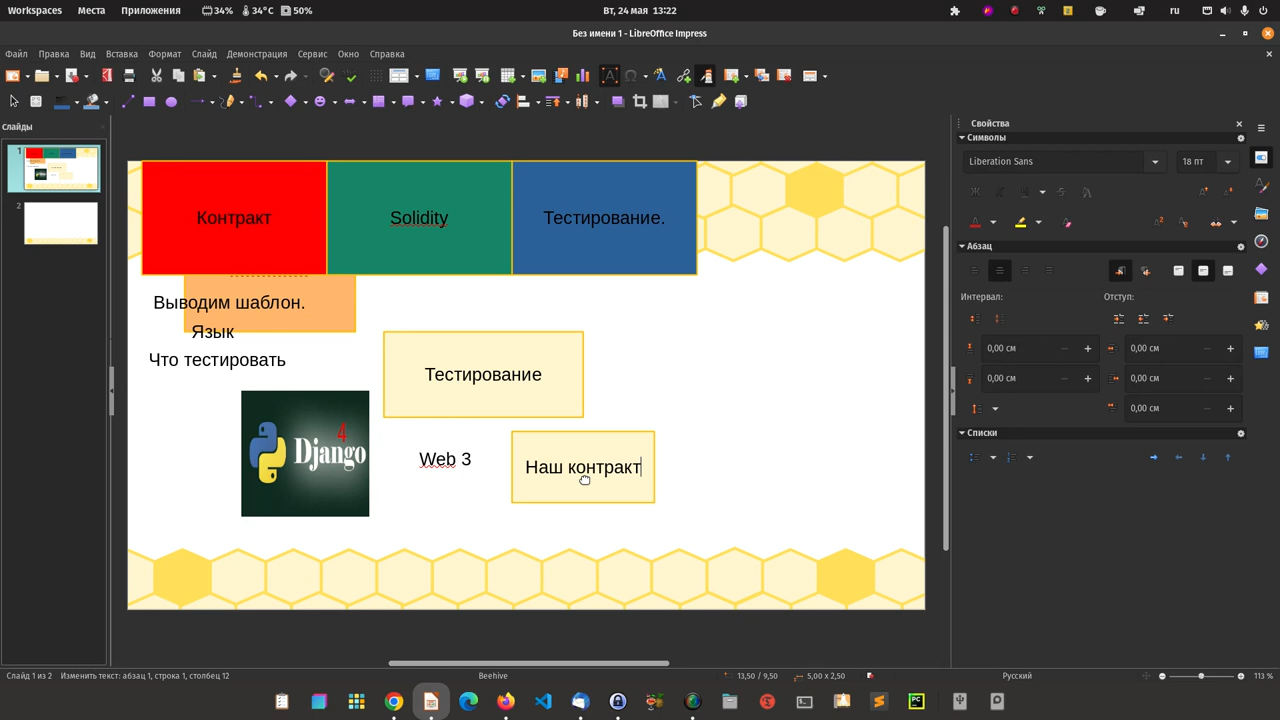 Workspaces Места Приложения 34% 34°C 50% ВТ, 24 мая 13:22 ru
Без имени 1 - LibreOffice Impress
Файл Правка Вид Вставка Формат Слайд Демонстрация Сервис Окно Справка
Слайды
1
2
Контракт Solidity Тестирование.
Выводим шаблон.
Язык
Что тестировать
Тестирование
4
Django
Web 3
Наш контракт
Свойства
Символы
Liberation Sans 18 пт
Абзац
Интервал: Отступ:
0,00 см 0,00 см
0,00 см 0,00 см
0,00 см
Списки
Слайд 1 из 2 Изменить текст: абзац 1, строка 1, столбец 12 Beehive 13,50 / 9,50 5,00 x 2,50 Русский 113 %